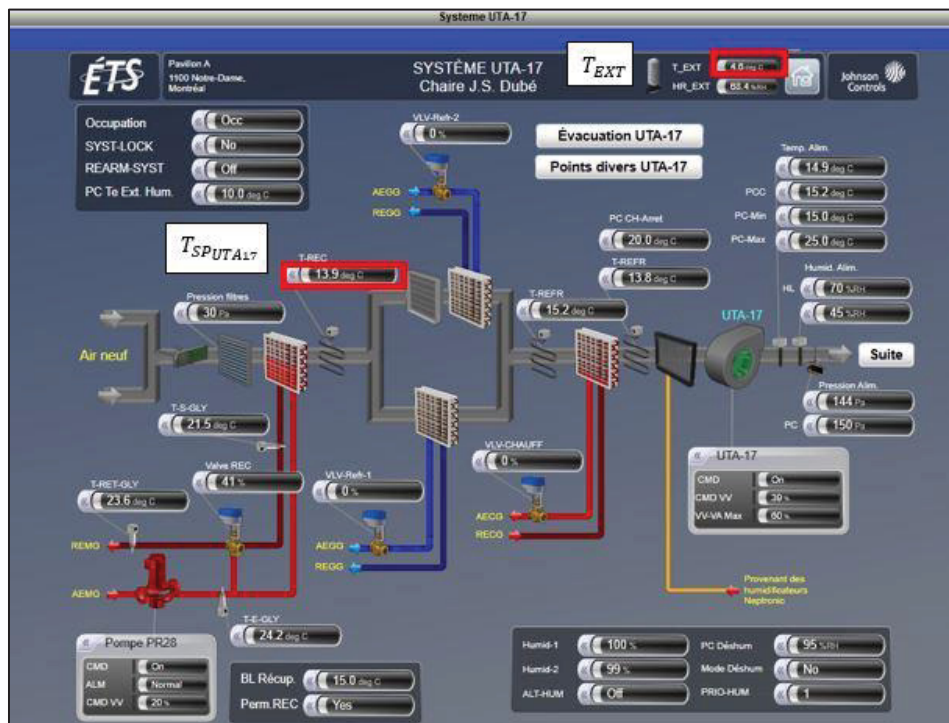 Systeme UTA-17
ÉTS
Pavillon A
1100 Notre-Dame,
Montréal
SYSTÈME UTA-17
Chaire J.S. Dubé
T_EXT
T_EXT 4.6 deg C
HR_EXT 68.4 %RH
Johnson
Controls
Occupation Occ
SYST-LOCK No
REARM-SYST Off
PC Te Ext. Hum. 10.0 deg C
VLV-Refr-2
0 %
Évacuation UTA-17
Points divers UTA-17
Temp. Alim.
14.9 deg C
PCC 15.2 deg C
PC-Min 15.0 deg C
PC-Max 25.0 deg C
AEGG
REGG
PC CH-Arret
20.0 deg C
T_SP_UTA17
T-REC
13.9 deg C
T-REFR
13.8 deg C
Humid. Alim.
HL 70 %RH
45 %RH
Pression filtres
30 Pa
T-REFR
15.2 deg C
UTA-17
Air neuf
Suite
Pression Alim.
144 Pa
PC 150 Pa
T-S-GLY
21.5 deg C
T-RET-GLY
23.6 deg C
Valve REC
41 %
VLV-Refr-1
0 %
VLV-CHAUFF
0 %
UTA-17
CMD On
CMD VV 39 %
VV-VA Max 60 %
REMG
AEGG
REGG
AECG
RECG
AEMG
Provenant des
humidificateurs
Neptronic
T-E-GLY
24.2 deg C
Pompe PR28
CMD On
ALM Normal
CMD VV 20 %
BL Récup. 15.0 deg C
Perm.REC Yes
Humid-1 100 %
Humid-2 99 %
ALT-HUM Off
PC Déshum 95 %RH
Mode Déshum No
PRIO-HUM 1